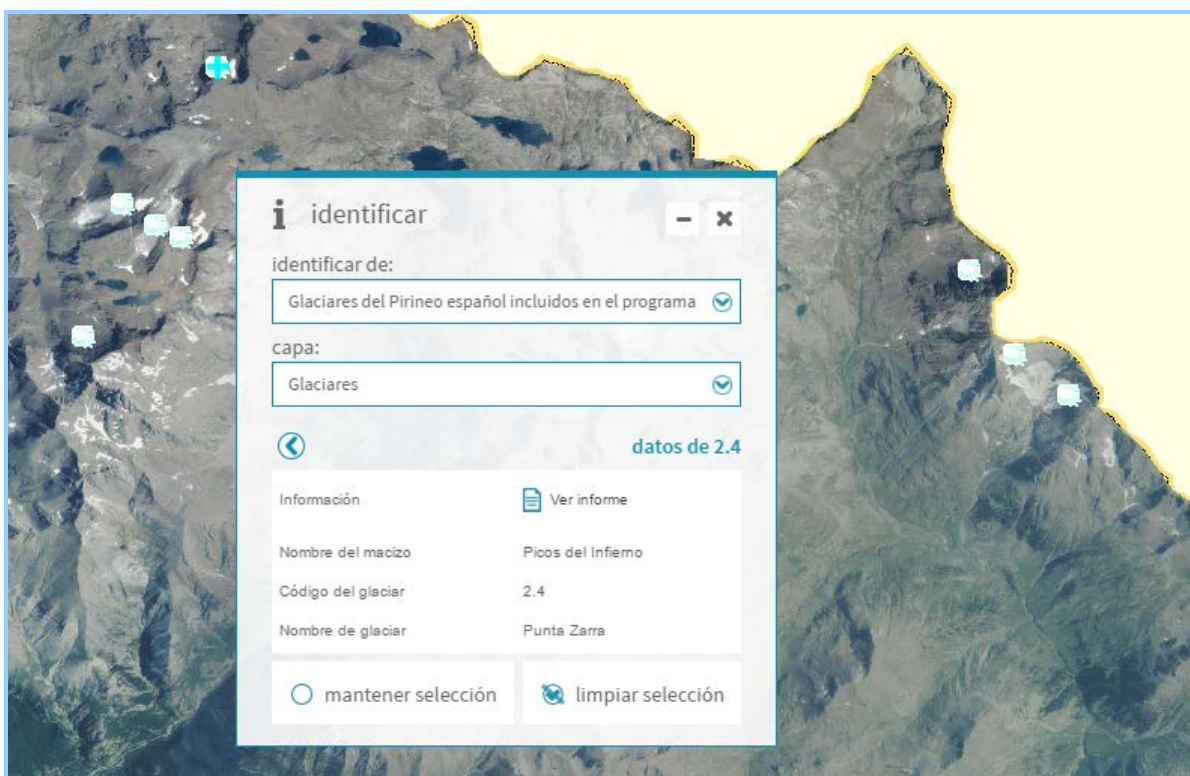 identificar
identificar de:
Glaciares del Pirineo español incluidos en el programa
capa:
Glaciares
datos de 2.4
Información Ver informe
Nombre del macizo Picos del Infierno
Código del glaciar 2.4
Nombre de glaciar Punta Zarra
mantener selección limpiar selección